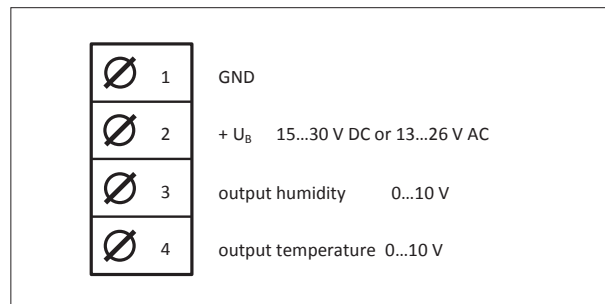 1 GND
2 + U_B 15...30 V DC or 13...26 V AC
3 output humidity 0...10 V
4 output temperature 0...10 V